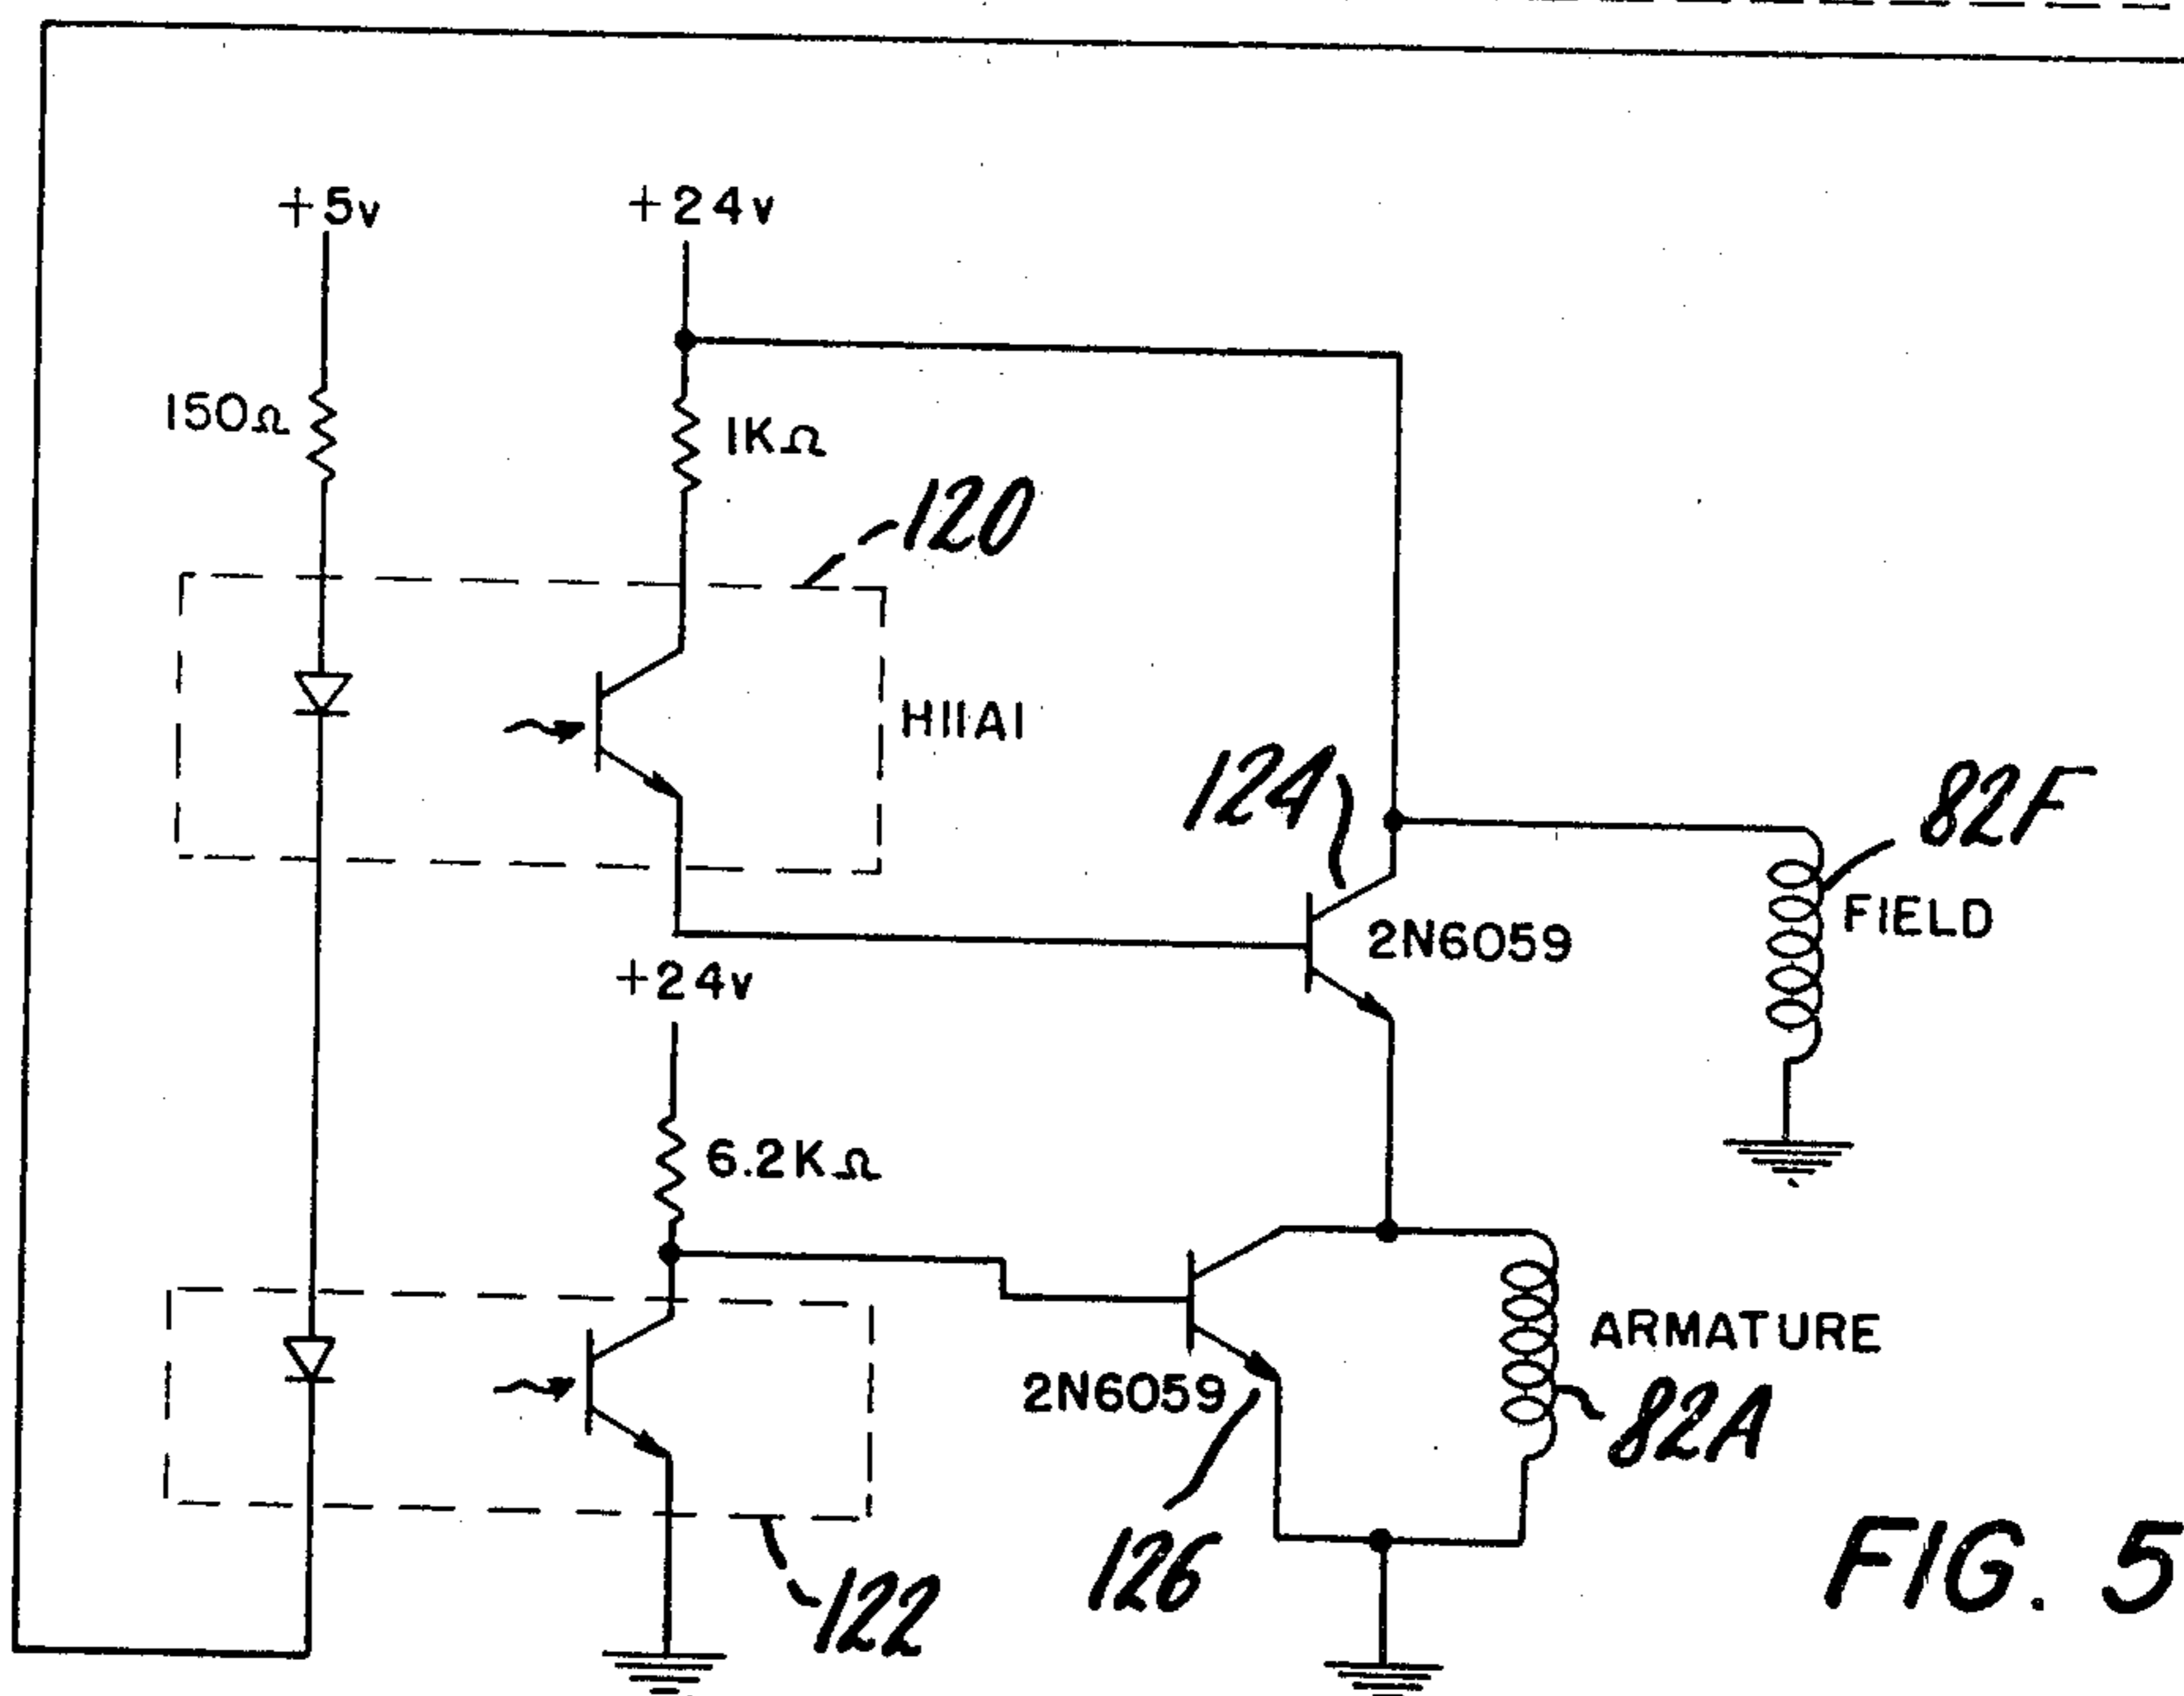 +5v
+24v
150Ω
1KΩ
120
H11A1
124
82F
FIELD
2N6059
+24v
6.2KΩ
ARMATURE
2N6059
82A
126
122
FIG. 5